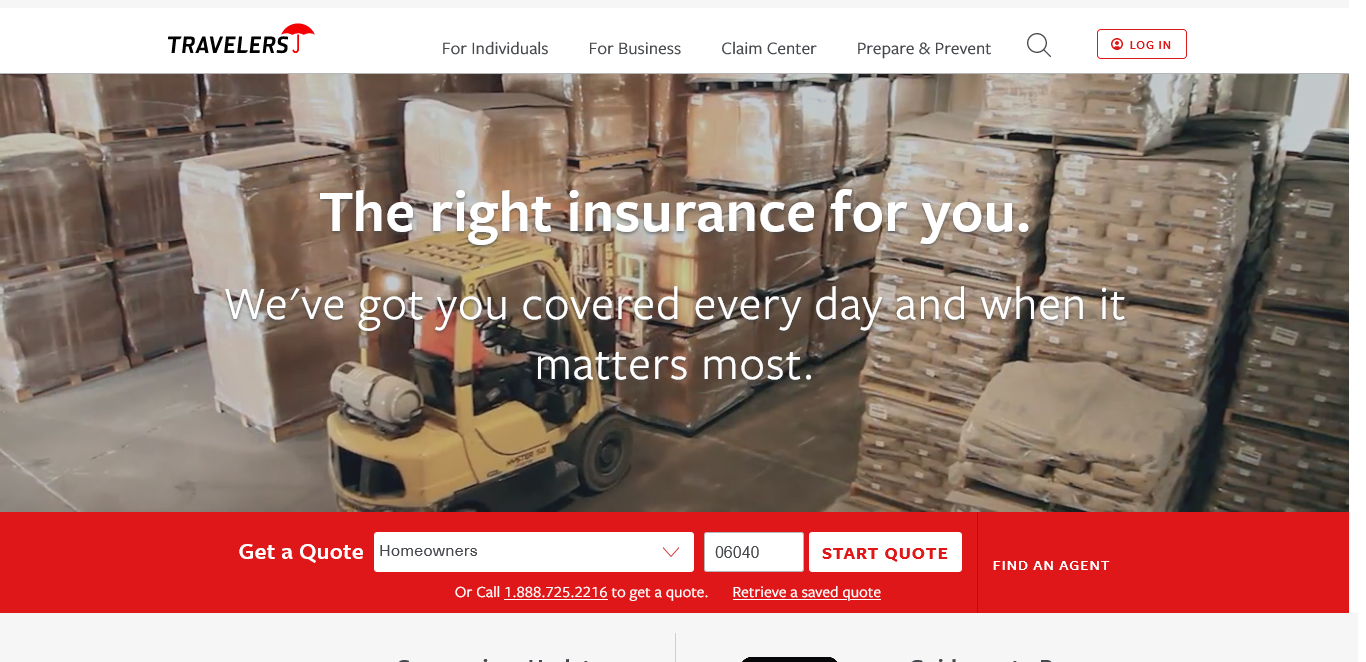 TRAVELERS
For Individuals
For Business
Claim Center
Prepare & Prevent
LOG IN
The right insurance for you.
We've got you covered every day and when it
matters most.
Get a Quote
Homeowners
06040
START QUOTE
FIND AN AGENT
Or Call 1.888.725.2216 to get a quote.
Retrieve a saved quote